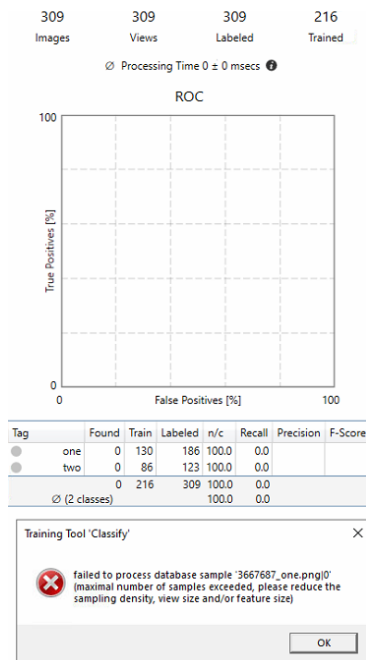 309 309 309 216
Images Views Labeled Trained
∅ Processing Time 0 ± 0 msecs
ROC
100
True Positives [%]
0
0 False Positives [%] 100
Tag Found Train Labeled n/c Recall Precision F-Score
one 0 130 186 100.0 0.0
two 0 86 123 100.0 0.0
0 216 309 100.0 0.0
∅ (2 classes) 100.0 0.0
Training Tool 'Classify'
failed to process database sample '3667687_one.png|0'
(maximal number of samples exceeded, please reduce the
sampling density, view size and/or feature size)
OK